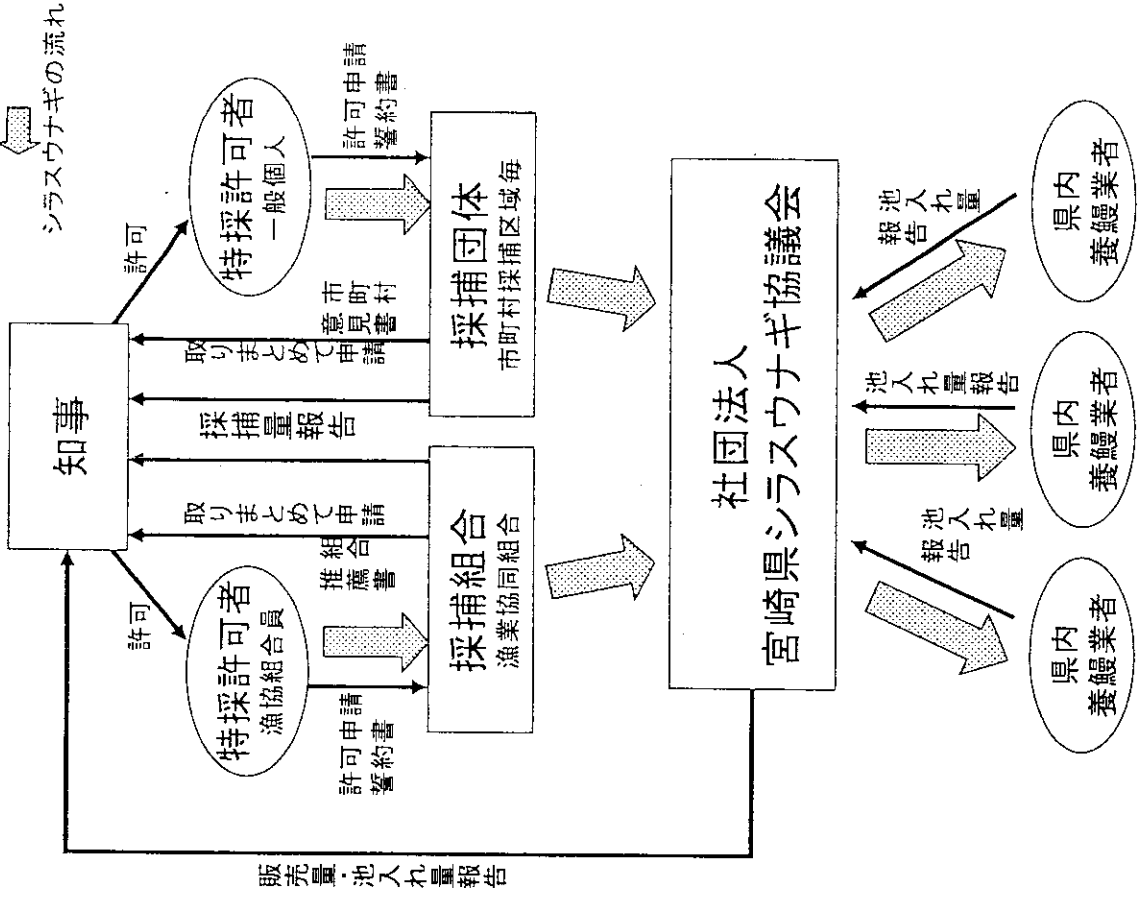 シラスウナギの流れ
知事
許可
許可
特採許可者
漁協組合員
特採許可者
一般個人
許可申請
誓約書
組合
推薦書
取りまとめて申請
採捕量報告
取りまとめて申請
市町村
意見書
許可申請
誓約書
採捕組合
漁業協同組合
採捕団体
市町村採捕区域毎
社団法人
宮崎県シラスウナギ協議会
販売量・池入れ量報告
池入れ量
報告
池入れ量報告
池入れ量
報告
県内
養鰻業者
県内
養鰻業者
県内
養鰻業者